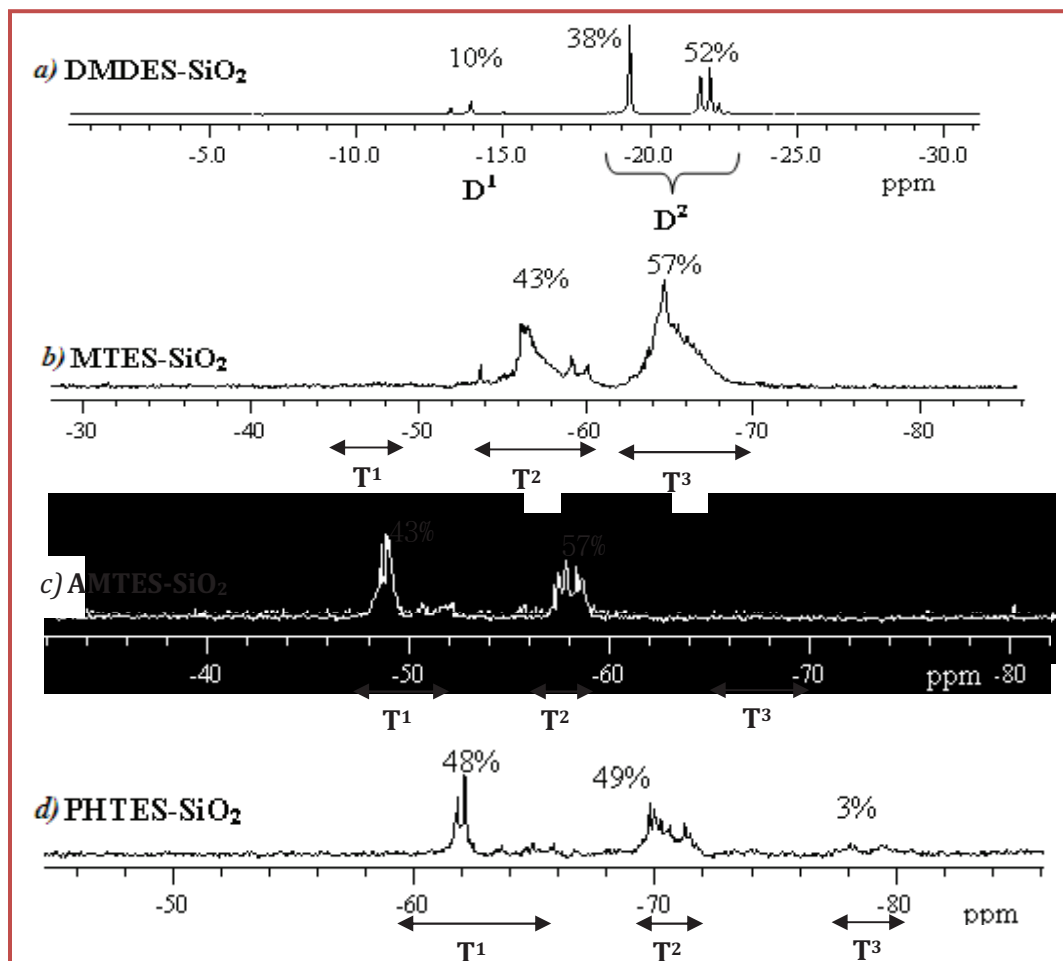 38%
10%
52%
a) DMDES-SiO₂
-5.0 -10.0 -15.0 -20.0 -25.0 -30.0
D¹
ppm
D²
57%
43%
b) MTES-SiO₂
-30 -40 -50 -60 -70 -80
T¹ T² T³
43%
57%
c) AMTES-SiO₂
-40 -50 -60 -70 ppm -80
T¹ T² T³
48% 49%
d) PHTES-SiO₂
3%
-50 -60 -70 -80 ppm
T¹ T² T³